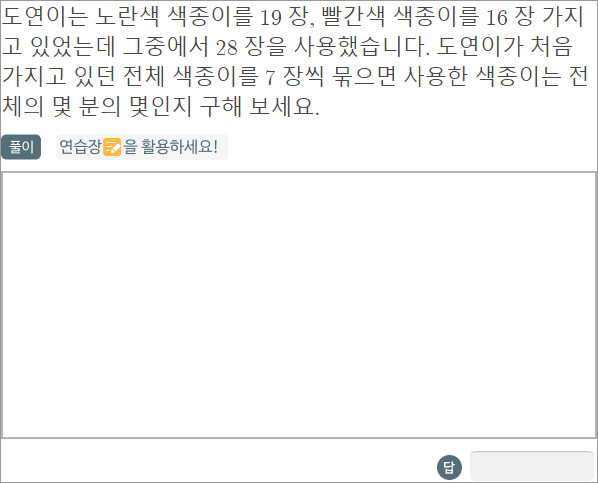 도연이는 노란색 색종이를 19 장, 빨간색 색종이를 16 장 가지
고 있었는데 그중에서 28 장을 사용했습니다. 도연이가 처음
가지고 있던 전체 색종이를 7 장씩 묶으면 사용한 색종이는 전
체의 몇 분의 몇인지 구해 보세요.
풀이 연습장📝을 활용하세요!
답